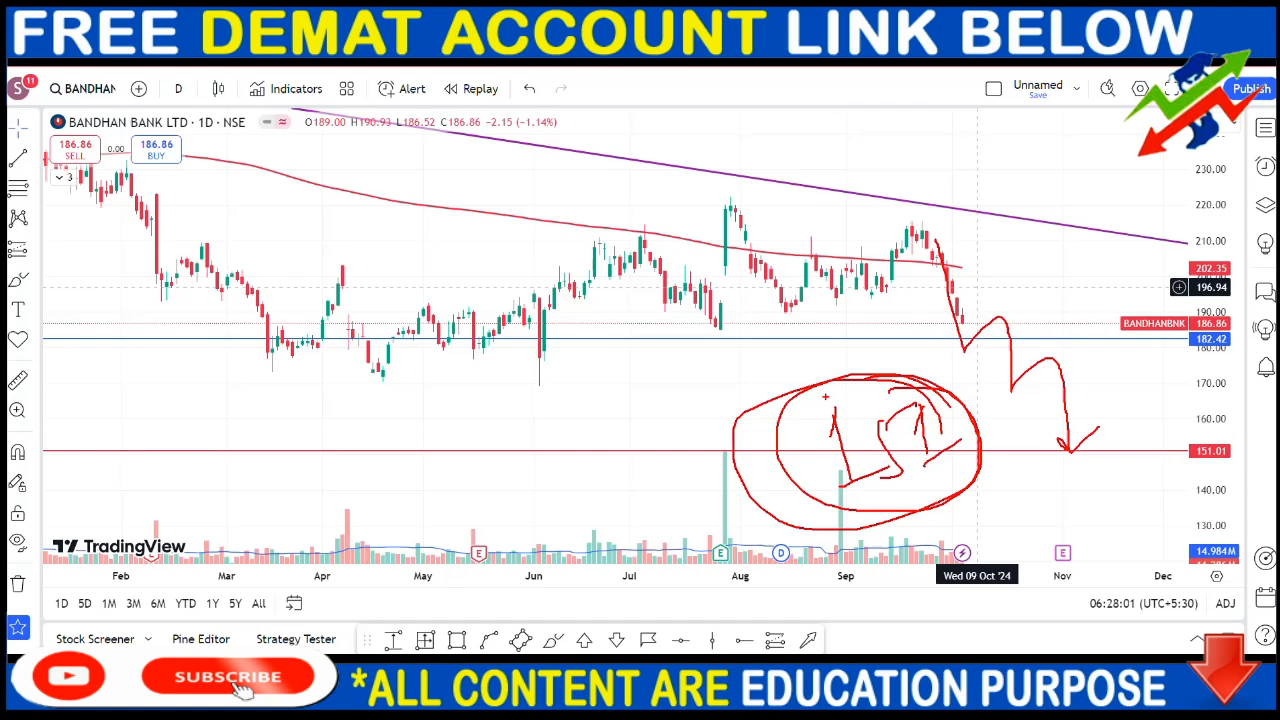 FREE DEMAT ACCOUNT LINK BELOW
S 11 BANDHAN D Indicators Alert Replay Unnamed Save Publish
BANDHAN BANK LTD · 1D · NSE O189.00 H190.93 L186.52 C186.86 −2.15 (−1.14%)
186.86 SELL 0.00 186.86 BUY
3
230.00
220.00
210.00
202.35
196.94
190.00
BANDHANBNK 186.86
182.42
180.00
170.00
160.00
151
151.01
140.00
130.00
TradingView
E E E D E
14.984M
Feb Mar Apr May Jun Jul Aug Sep Wed 09 Oct '24 Nov Dec
1D 5D 1M 3M 6M YTD 1Y 5Y All 06:28:01 (UTC+5:30) ADJ
Stock Screener Pine Editor Strategy Tester
SUBSCRIBE
*ALL CONTENT ARE EDUCATION PURPOSE